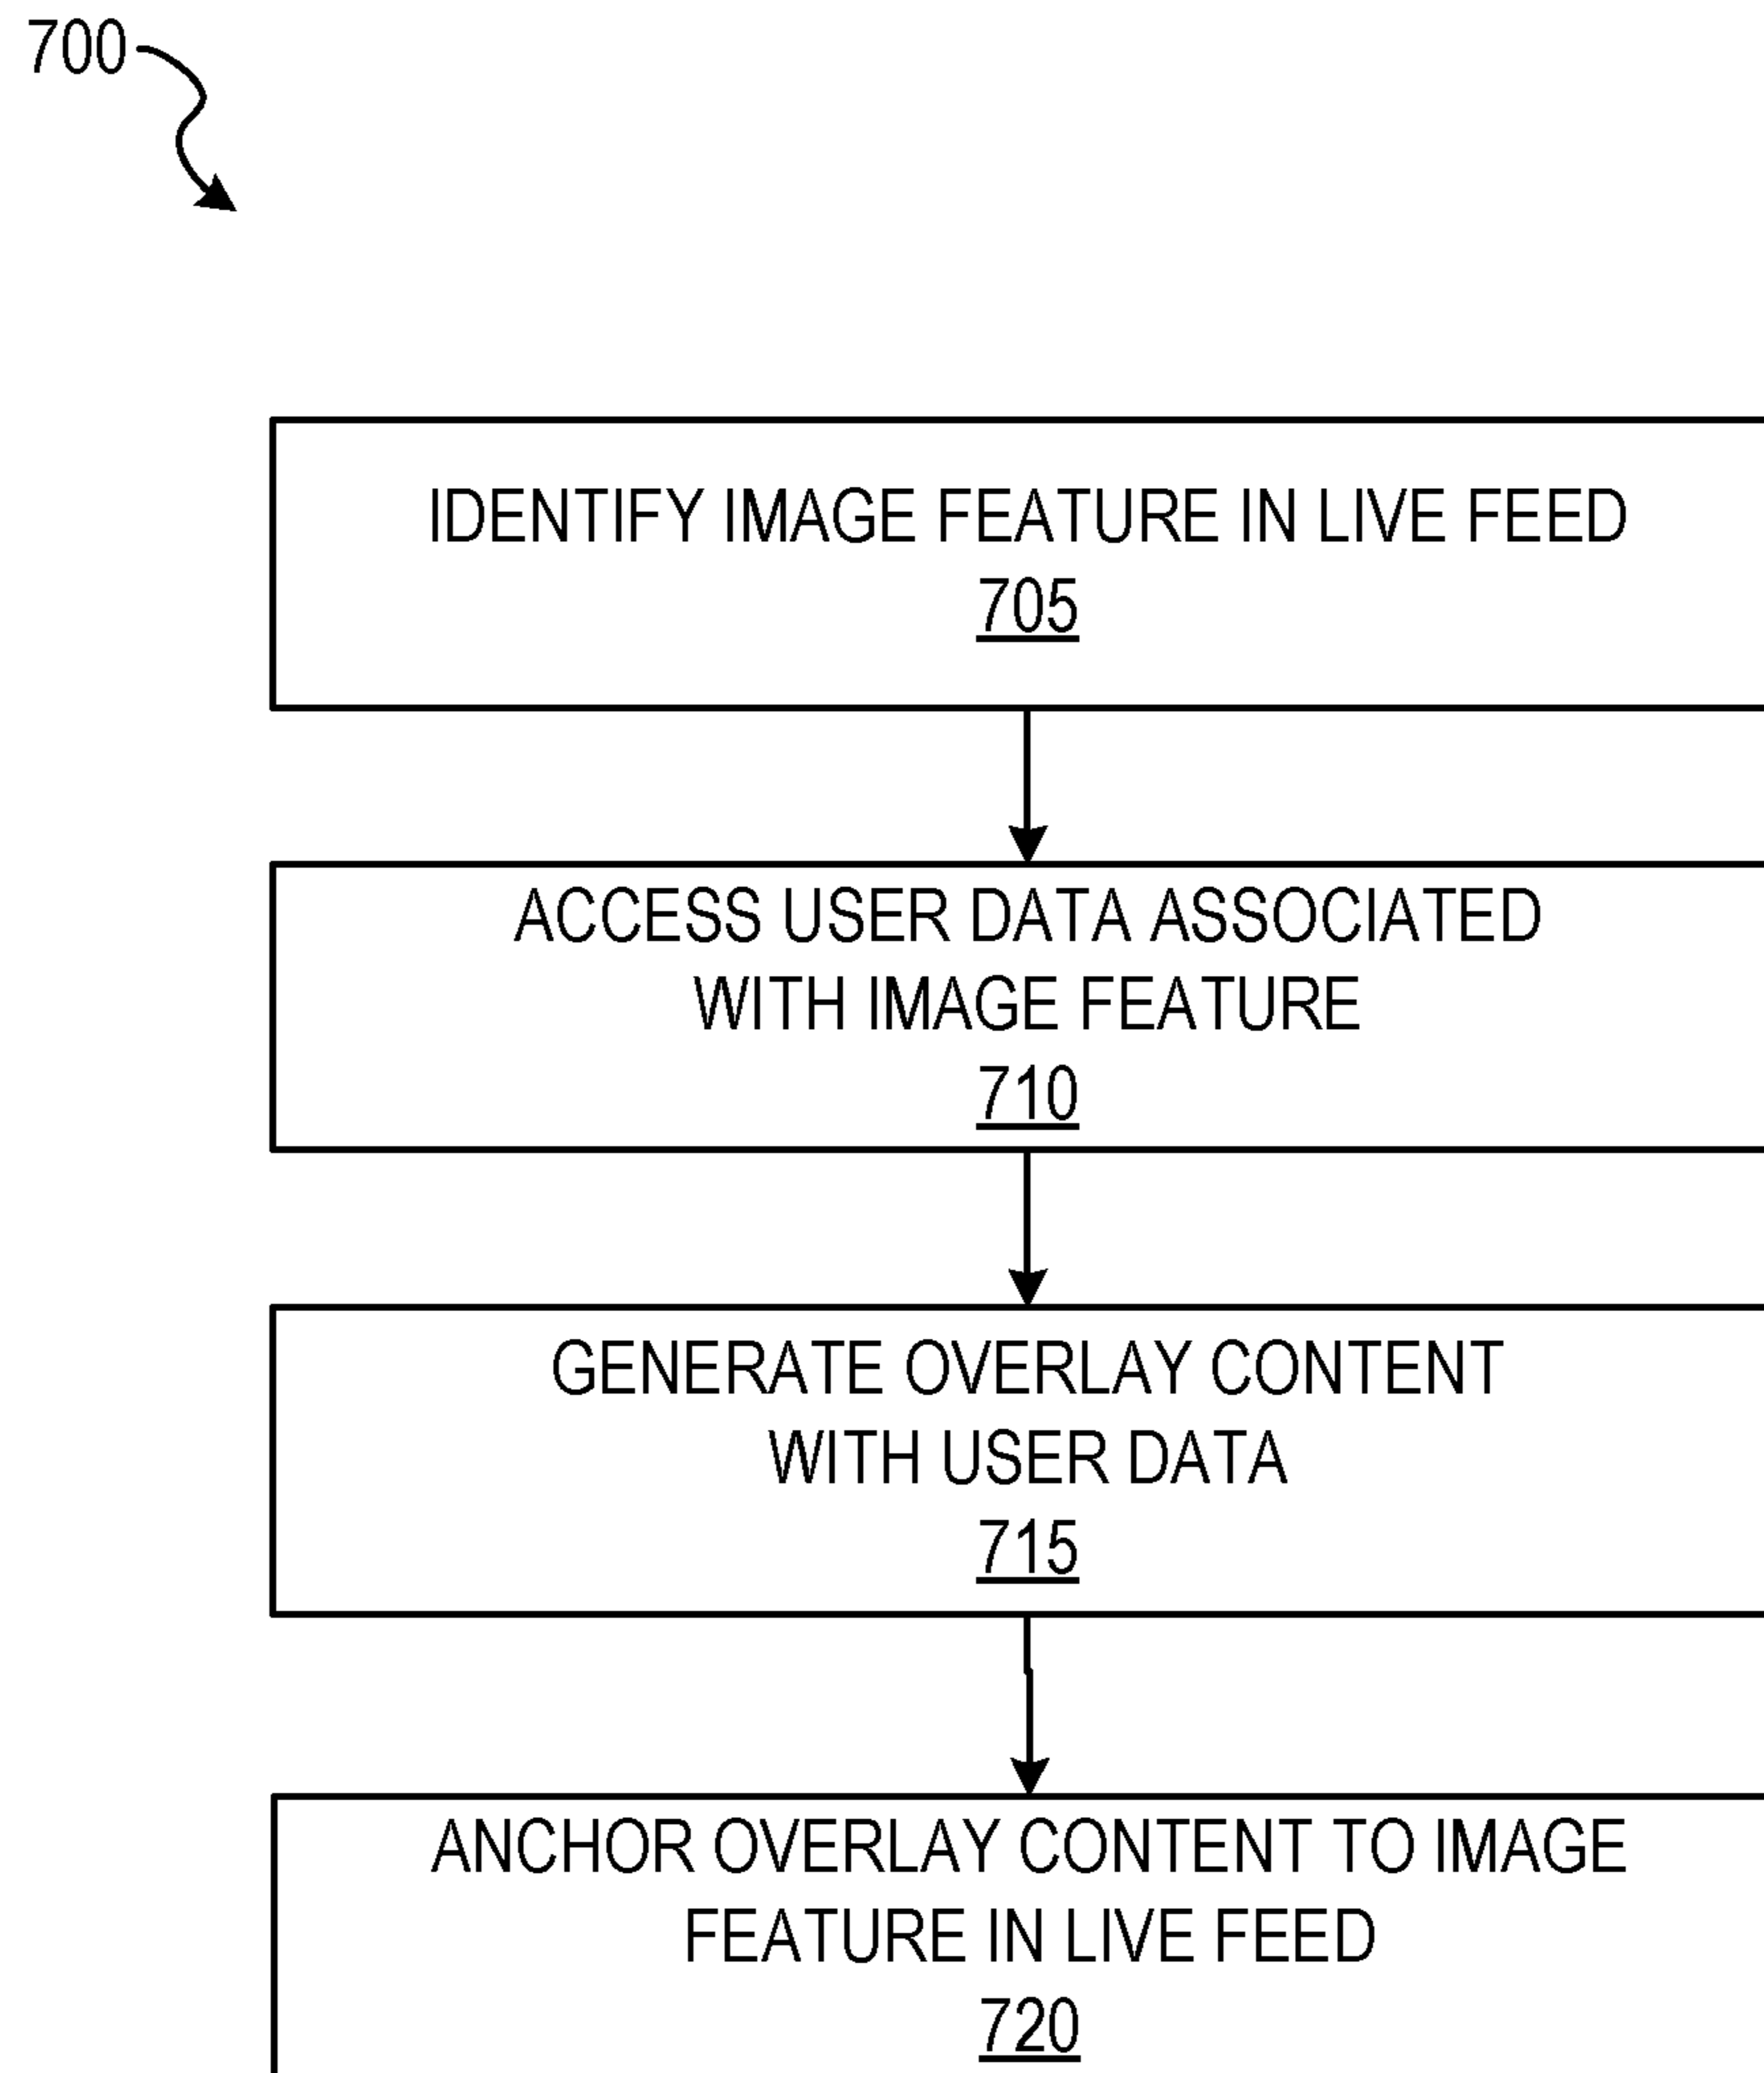 700
IDENTIFY IMAGE FEATURE IN LIVE FEED
705
ACCESS USER DATA ASSOCIATED
WITH IMAGE FEATURE
710
GENERATE OVERLAY CONTENT
WITH USER DATA
715
ANCHOR OVERLAY CONTENT TO IMAGE
FEATURE IN LIVE FEED
720